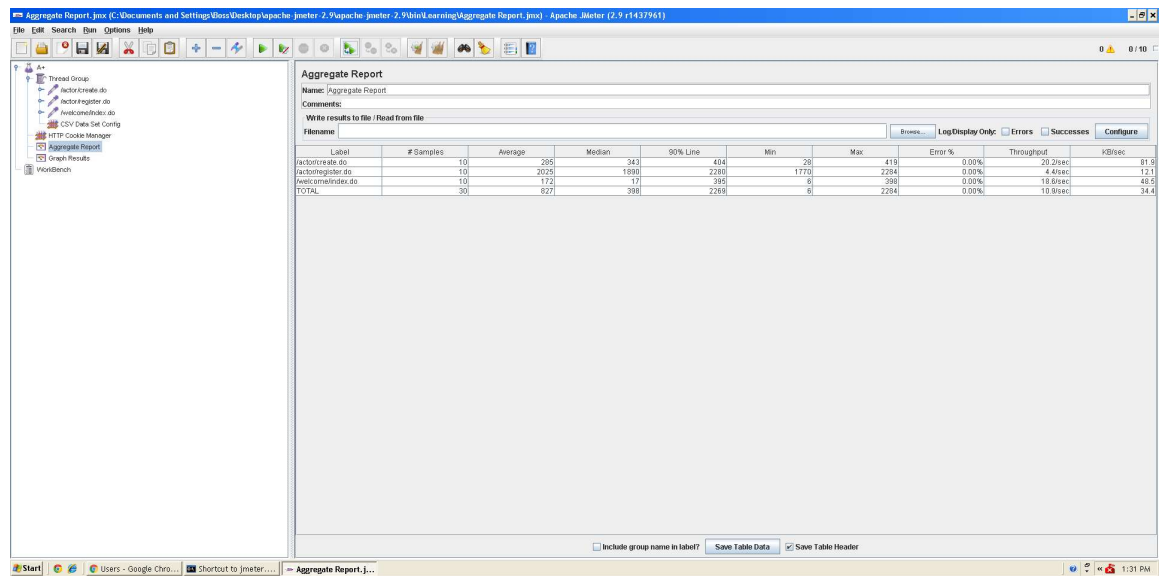 Aggregate Report.jmx (C:\Documents and Settings\Boss\Desktop\apache-jmeter-2.9\apache-jmeter-2.9\bin\Learning\Aggregate Report.jmx) - Apache JMeter (2.9 r1437961)
File Edit Search Run Options Help
0 0 / 10
A+
Thread Group
/actor/create.do
/actor/register.do
/welcome/index.do
CSV Data Set Config
HTTP Cookie Manager
Aggregate Report
Graph Results
WorkBench
Aggregate Report
Name: Aggregate Report
Comments:
Write results to file / Read from file
Filename Browse... Log/Display Only: Errors Successes Configure
Label # Samples Average Median 90% Line Min Max Error % Throughput KB/sec
/actor/create.do 10 285 343 404 28 419 0.00% 20.2/sec 81.9
/actor/register.do 10 2025 1890 2280 1770 2284 0.00% 4.4/sec 12.1
/welcome/index.do 10 172 17 395 6 398 0.00% 18.6/sec 48.5
TOTAL 30 827 398 2269 6 2284 0.00% 10.9/sec 34.4
Include group name in label? Save Table Data Save Table Header
Start Users - Google Chro... Shortcut to jmeter.... Aggregate Report.j... 1:31 PM